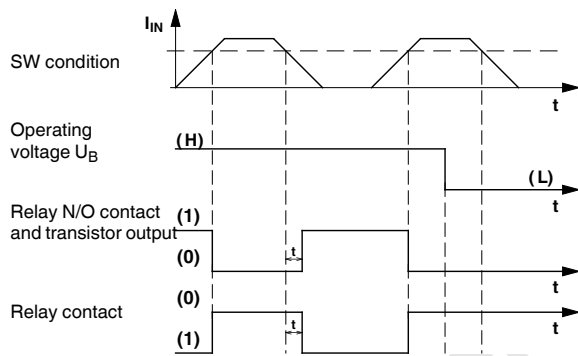 I_IN
SW condition
t
Operating
voltage U_B
(H)
(L)
t
Relay N/O contact
and transistor output
(1)
(0)
t
t
Relay contact
(0)
(1)
t
t